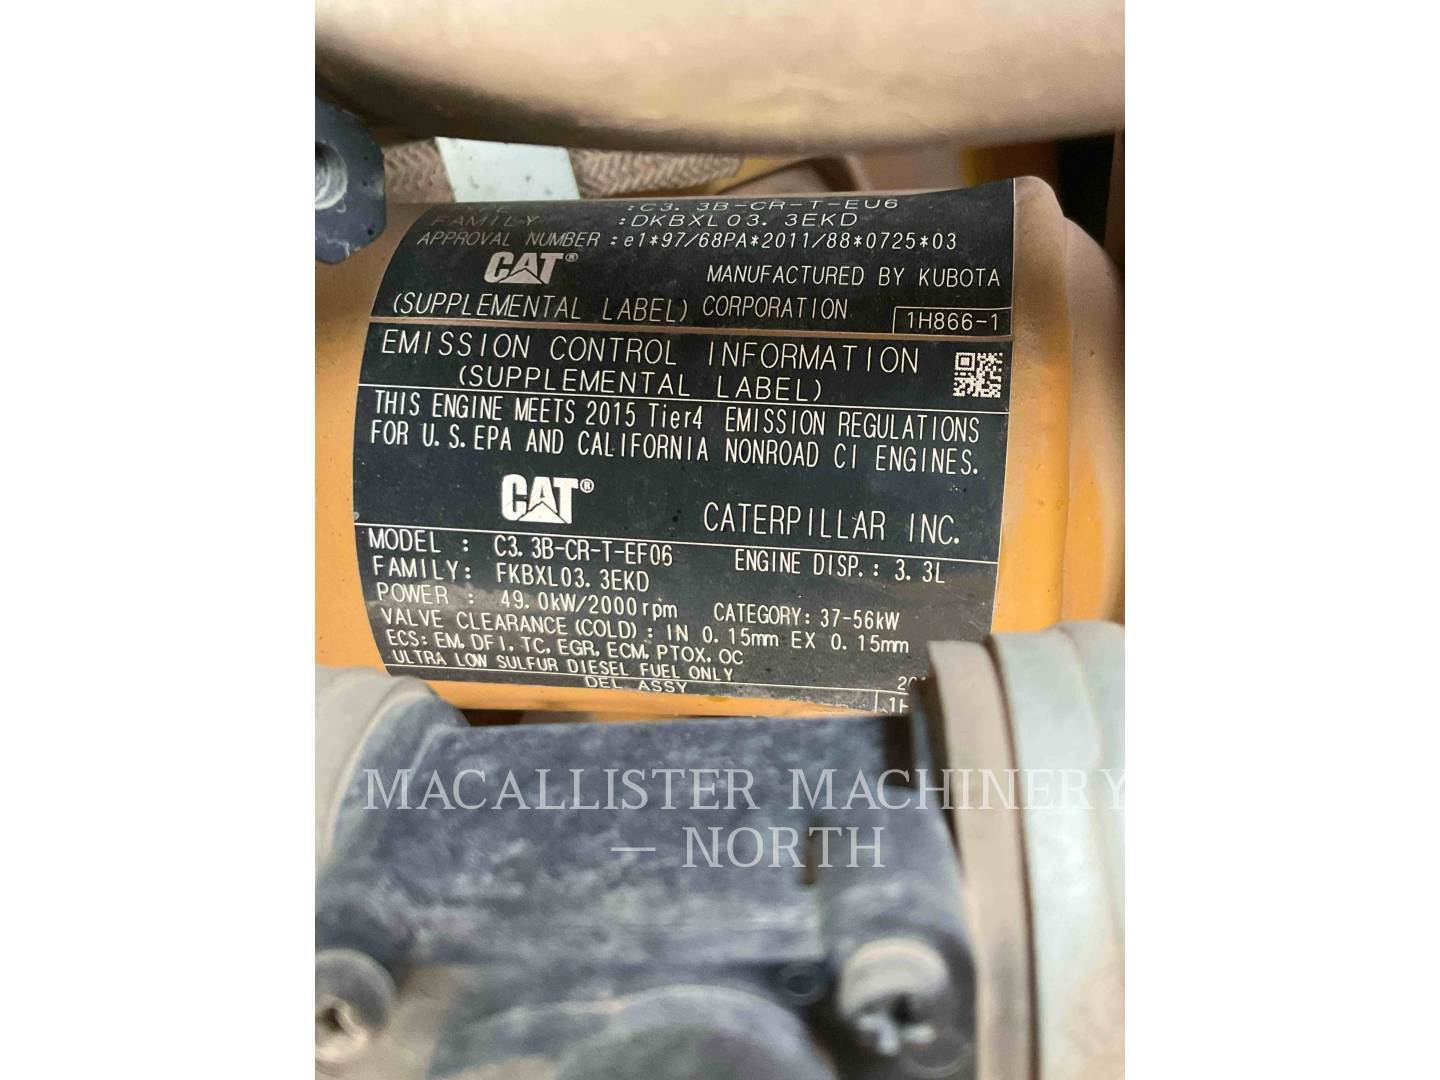 :C3. 3B-CR-T-EU6
FAMILY :DKBXL03. 3EKD
APPROVAL NUMBER :e1*97/68PA*2011/88*0725*03
CAT® MANUFACTURED BY KUBOTA
(SUPPLEMENTAL LABEL) CORPORATION 1H866-1
EMISSION CONTROL INFORMATION
(SUPPLEMENTAL LABEL)
THIS ENGINE MEETS 2015 Tier4 EMISSION REGULATIONS
FOR U.S.EPA AND CALIFORNIA NONROAD CI ENGINES.
CAT® CATERPILLAR INC.
MODEL : C3. 3B-CR-T-EF06 ENGINE DISP.: 3. 3L
FAMILY: FKBXL03. 3EKD
POWER : 49. 0kW/2000rpm CATEGORY: 37-56kW
VALVE CLEARANCE(COLD) : IN 0. 15mm EX 0. 15mm
ECS: EM, DFI, TC, EGR, ECM, PTOX, OC
ULTRA LOW SULFUR DIESEL FUEL ONLY
DEL ASSY
MACALLISTER MACHINERY
— NORTH